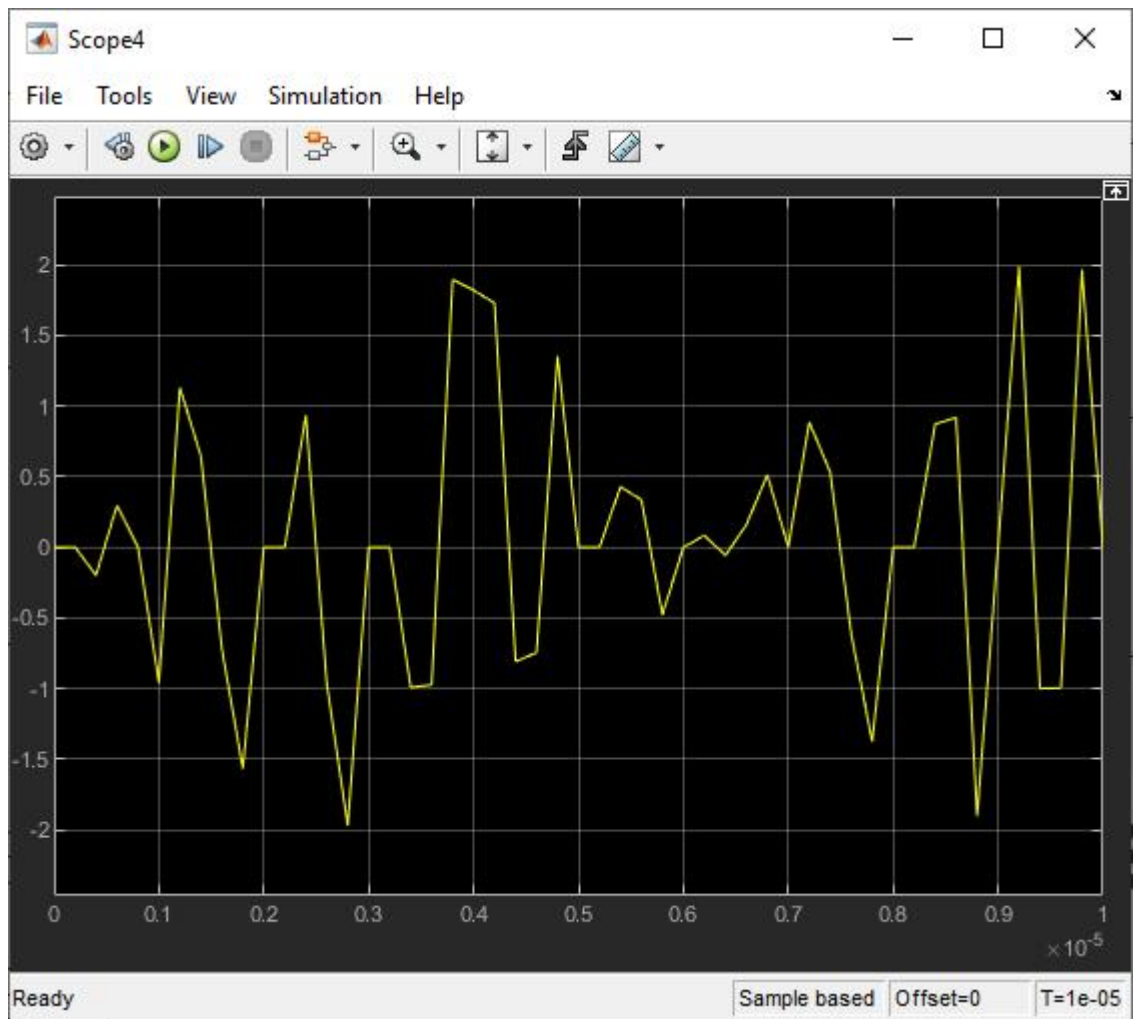 Scope4
File Tools View Simulation Help
2
1.5
1
0.5
0
-0.5
-1
-1.5
-2
0 0.1 0.2 0.3 0.4 0.5 0.6 0.7 0.8 0.9 1
×10⁻⁵
Ready Sample based Offset=0 T=1e-05